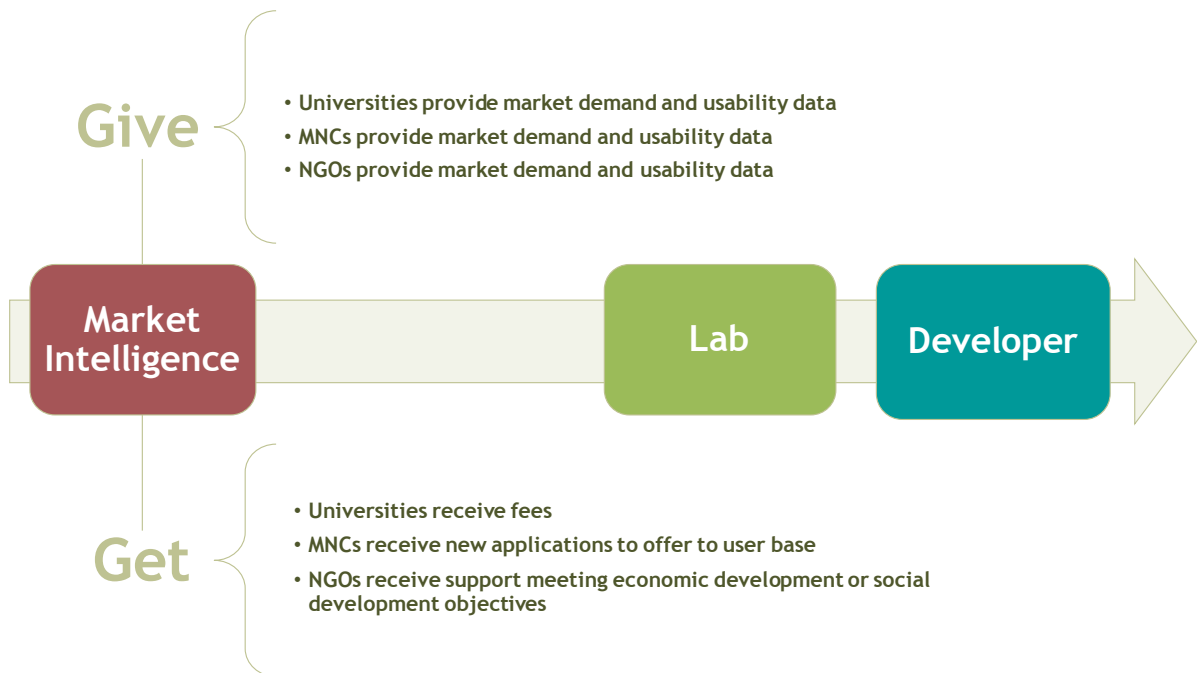 Give
• Universities provide market demand and usability data
• MNCs provide market demand and usability data
• NGOs provide market demand and usability data
Market
Intelligence
Lab
Developer
Get
• Universities receive fees
• MNCs receive new applications to offer to user base
• NGOs receive support meeting economic development or social
development objectives